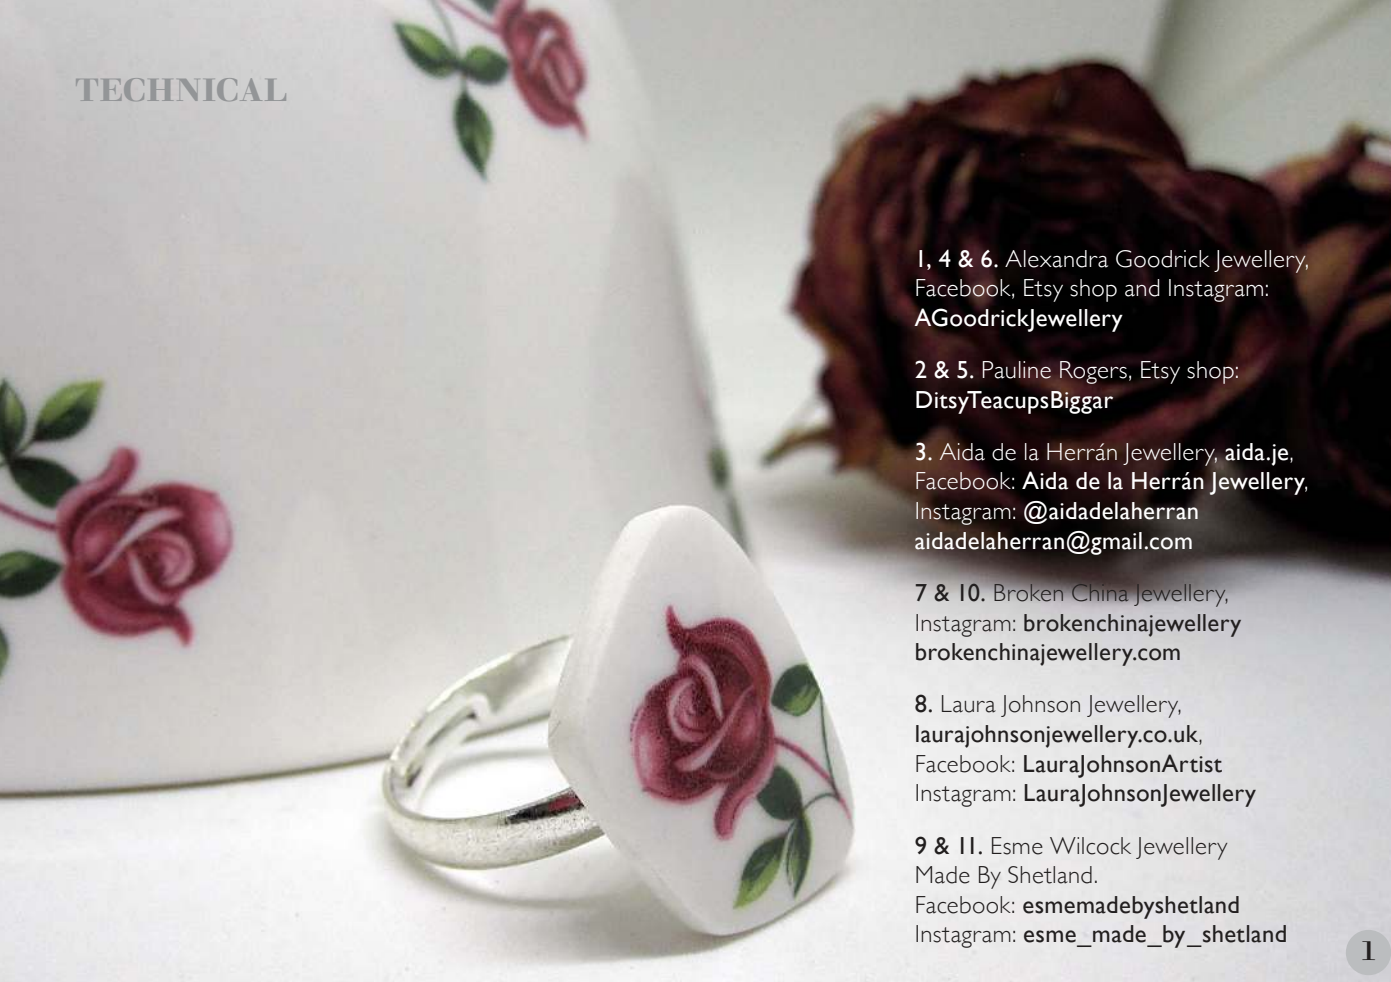 TECHNICAL
1, 4 & 6. Alexandra Goodrick Jewellery,
Facebook, Etsy shop and Instagram:
AGoodrickJewellery
2 & 5. Pauline Rogers, Etsy shop:
DitsyTeacupsBiggar
3. Aida de la Herrán Jewellery, aida.je,
Facebook: Aida de la Herrán Jewellery,
Instagram: @aidadelaherran
aidadelaherran@gmail.com
7 & 10. Broken China Jewellery,
Instagram: brokenchinajewellery
brokenchinajewellery.com
8. Laura Johnson Jewellery,
laurajohnsonjewellery.co.uk,
Facebook: LauraJohnsonArtist
Instagram: LauraJohnsonJewellery
9 & 11. Esme Wilcock Jewellery
Made By Shetland.
Facebook: esmemadebyshetland
Instagram: esme_made_by_shetland
1